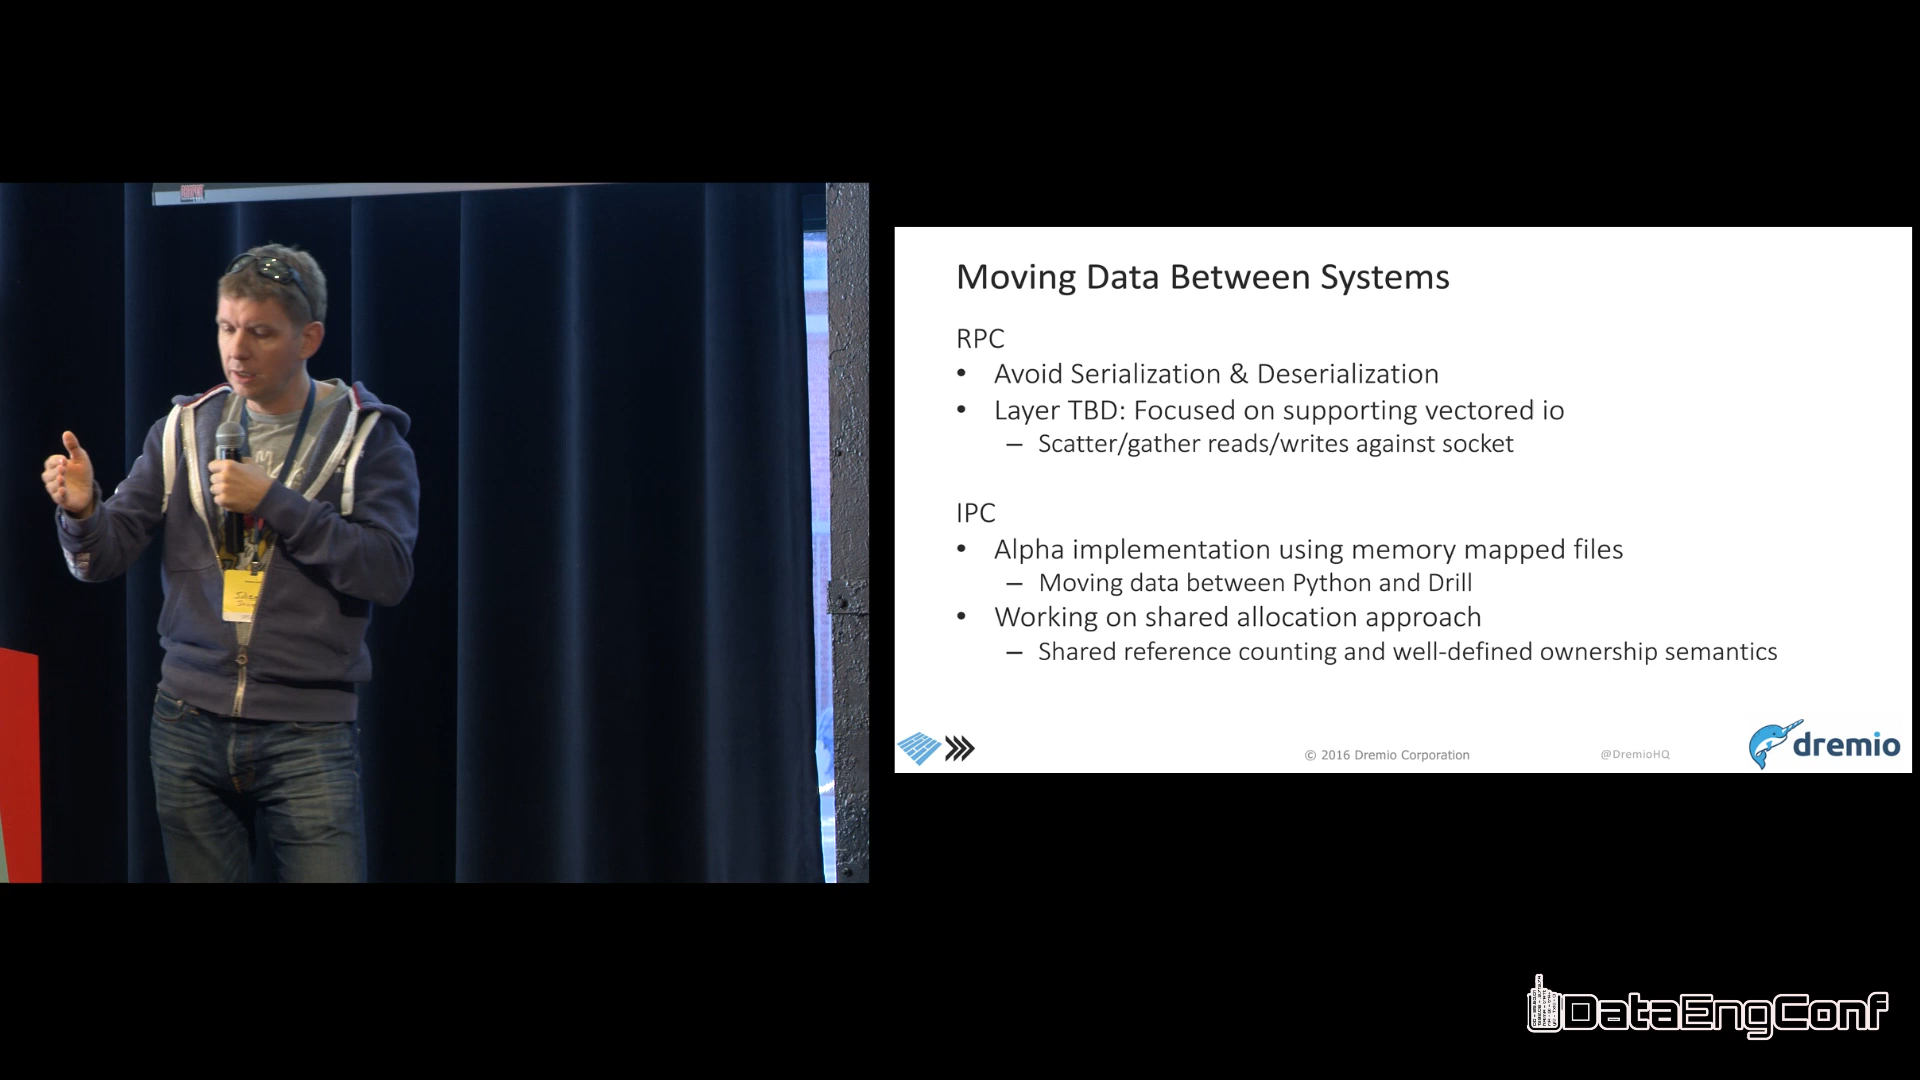 Moving Data Between Systems
RPC
• Avoid Serialization & Deserialization
• Layer TBD: Focused on supporting vectored io
– Scatter/gather reads/writes against socket
IPC
• Alpha implementation using memory mapped files
– Moving data between Python and Drill
• Working on shared allocation approach
– Shared reference counting and well-defined ownership semantics
© 2016 Dremio Corporation
@DremioHQ
dremio
DataEngConf